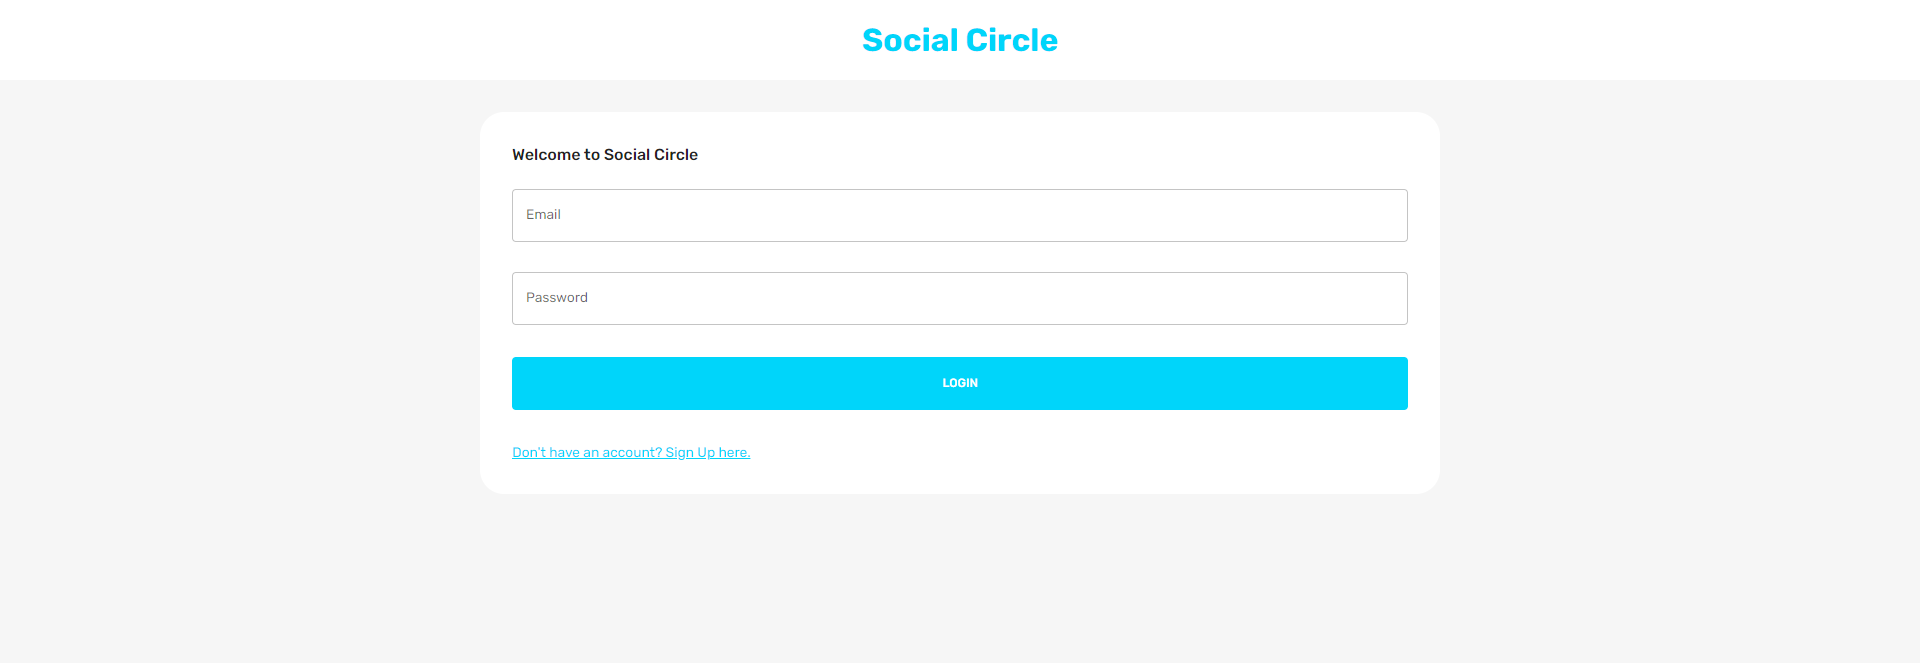 Social Circle
Welcome to Social Circle
Email
Password
LOGIN
Don't have an account? Sign Up here.